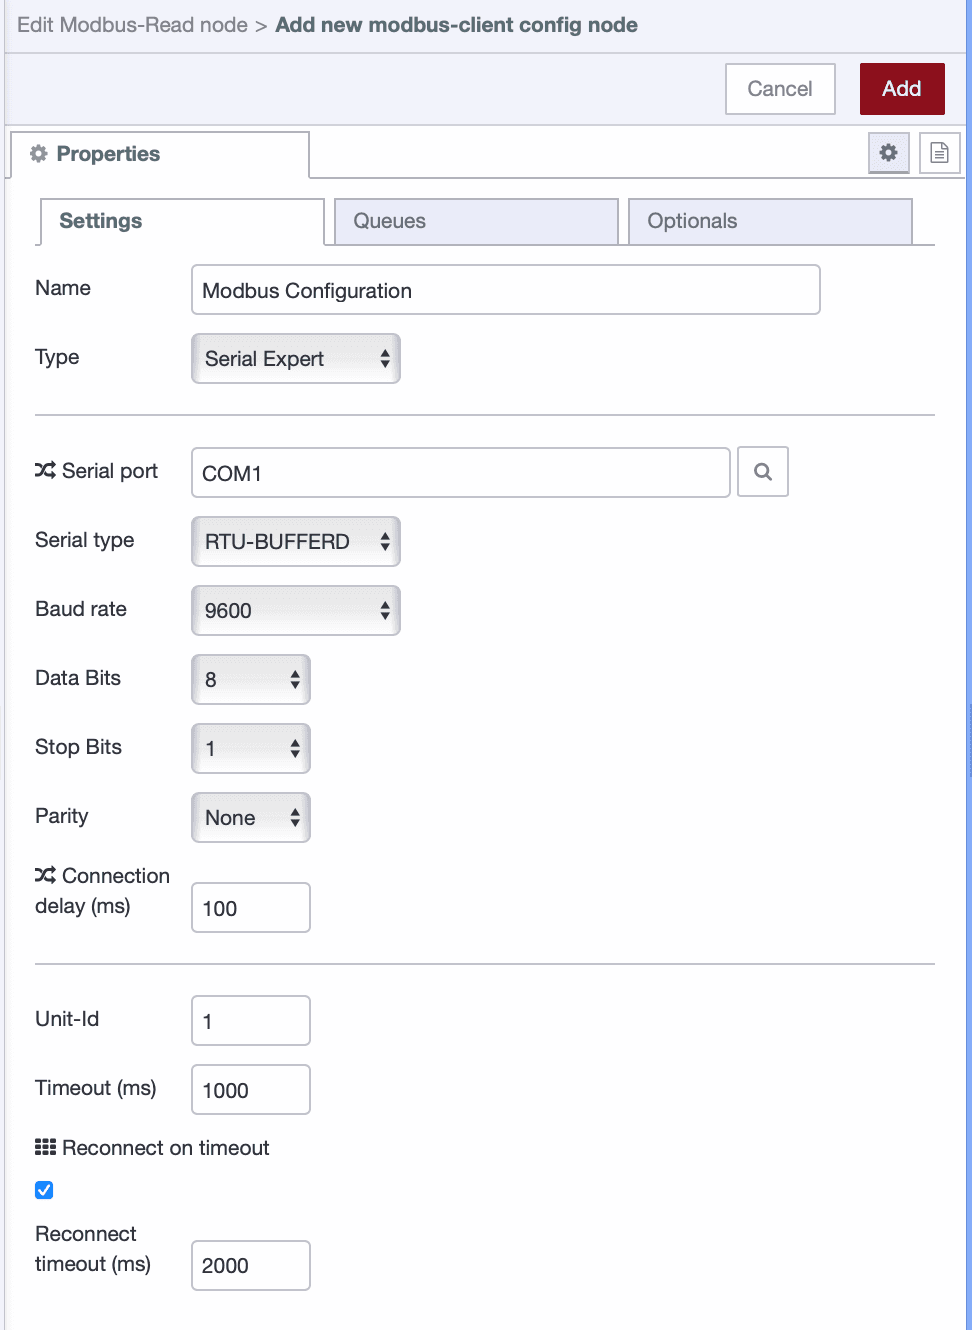 Edit Modbus-Read node > Add new modbus-client config node
Cancel
Add
Properties
Settings
Queues
Optionals
Name
Modbus Configuration
Type
Serial Expert
Serial port
COM1
Serial type
RTU-BUFFERD
Baud rate
9600
Data Bits
8
Stop Bits
1
Parity
None
Connection
delay (ms)
100
Unit-Id
1
Timeout (ms)
1000
Reconnect on timeout
Reconnect
timeout (ms)
2000